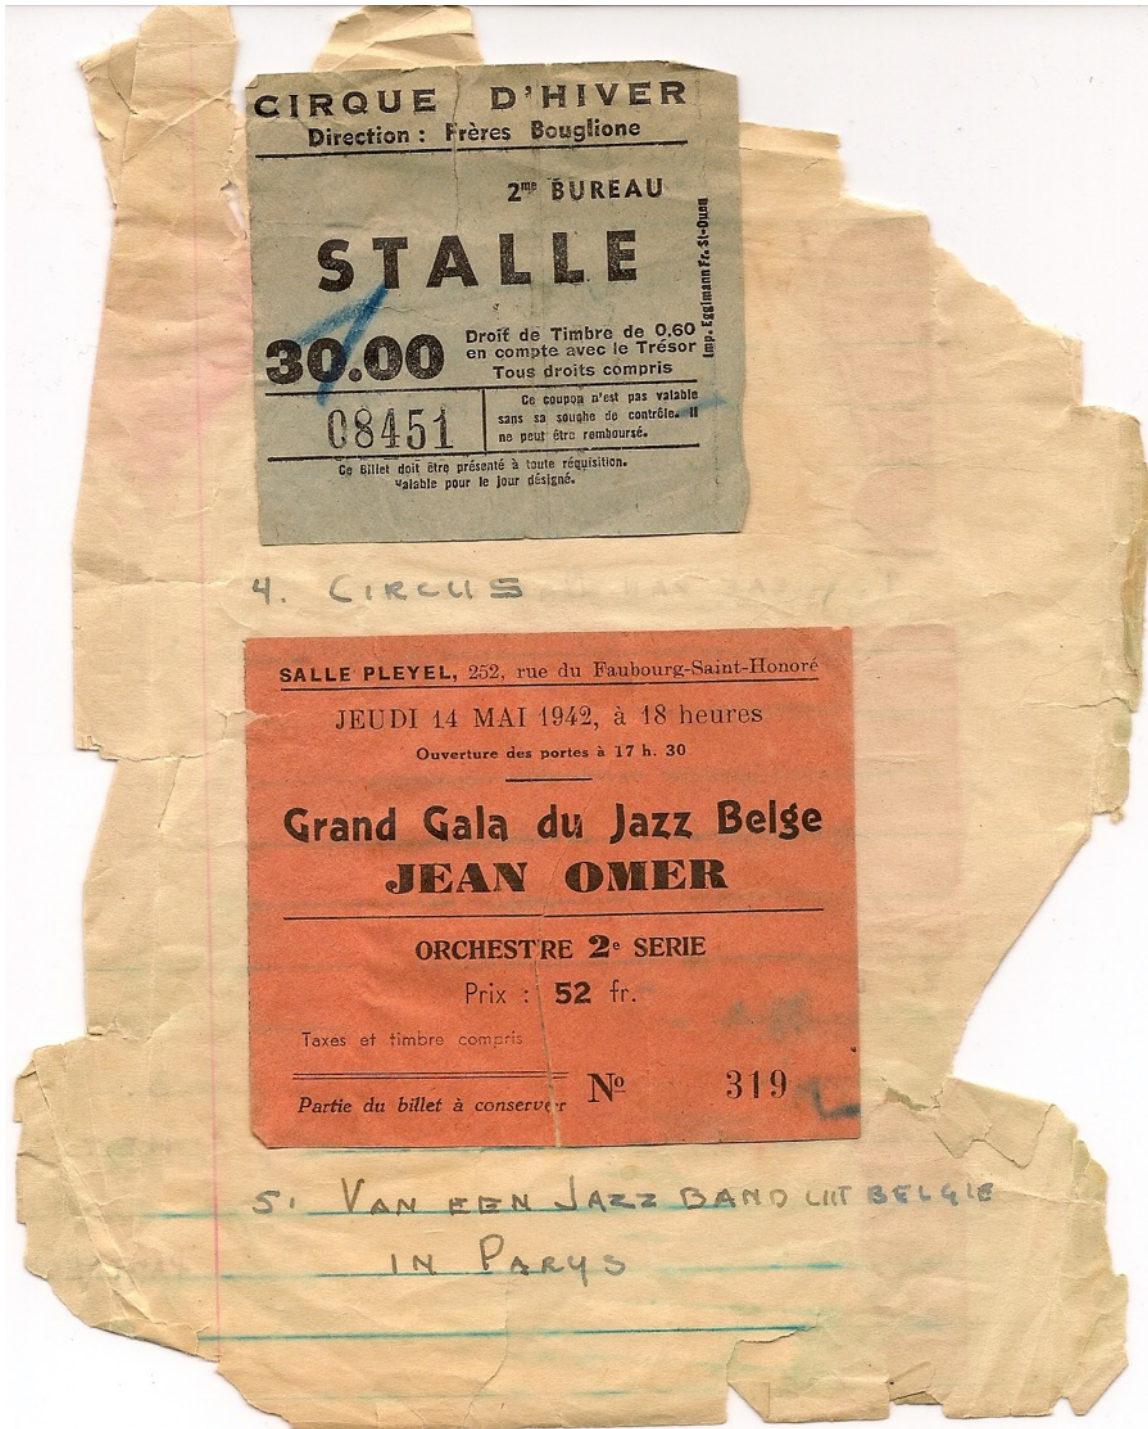 CIRQUE D'HIVER
Direction : Frères Bouglione
2me BUREAU
STALLE
30.00
Droit de Timbre de 0,60
en compte avec le Trésor
Tous droits compris
Imp. Egglmann Fr. St-Ouen
08451
Ce coupon n'est pas valable
sans sa souche de contrôle. Il
ne peut être remboursé.
Ce Billet doit être présenté à toute réquisition.
Valable pour le jour désigné.
4. CIRCUS
SALLE PLEYEL, 252, rue du Faubourg-Saint-Honoré
JEUDI 14 MAI 1942, à 18 heures
Ouverture des portes à 17 h. 30
Grand Gala du Jazz Belge
JEAN OMER
ORCHESTRE 2e SERIE
Prix : 52 fr.
Taxes et timbre compris
Partie du billet à conserver
No 319
5. VAN EEN JAZZ BAND UIT BELGIE
IN PARYS